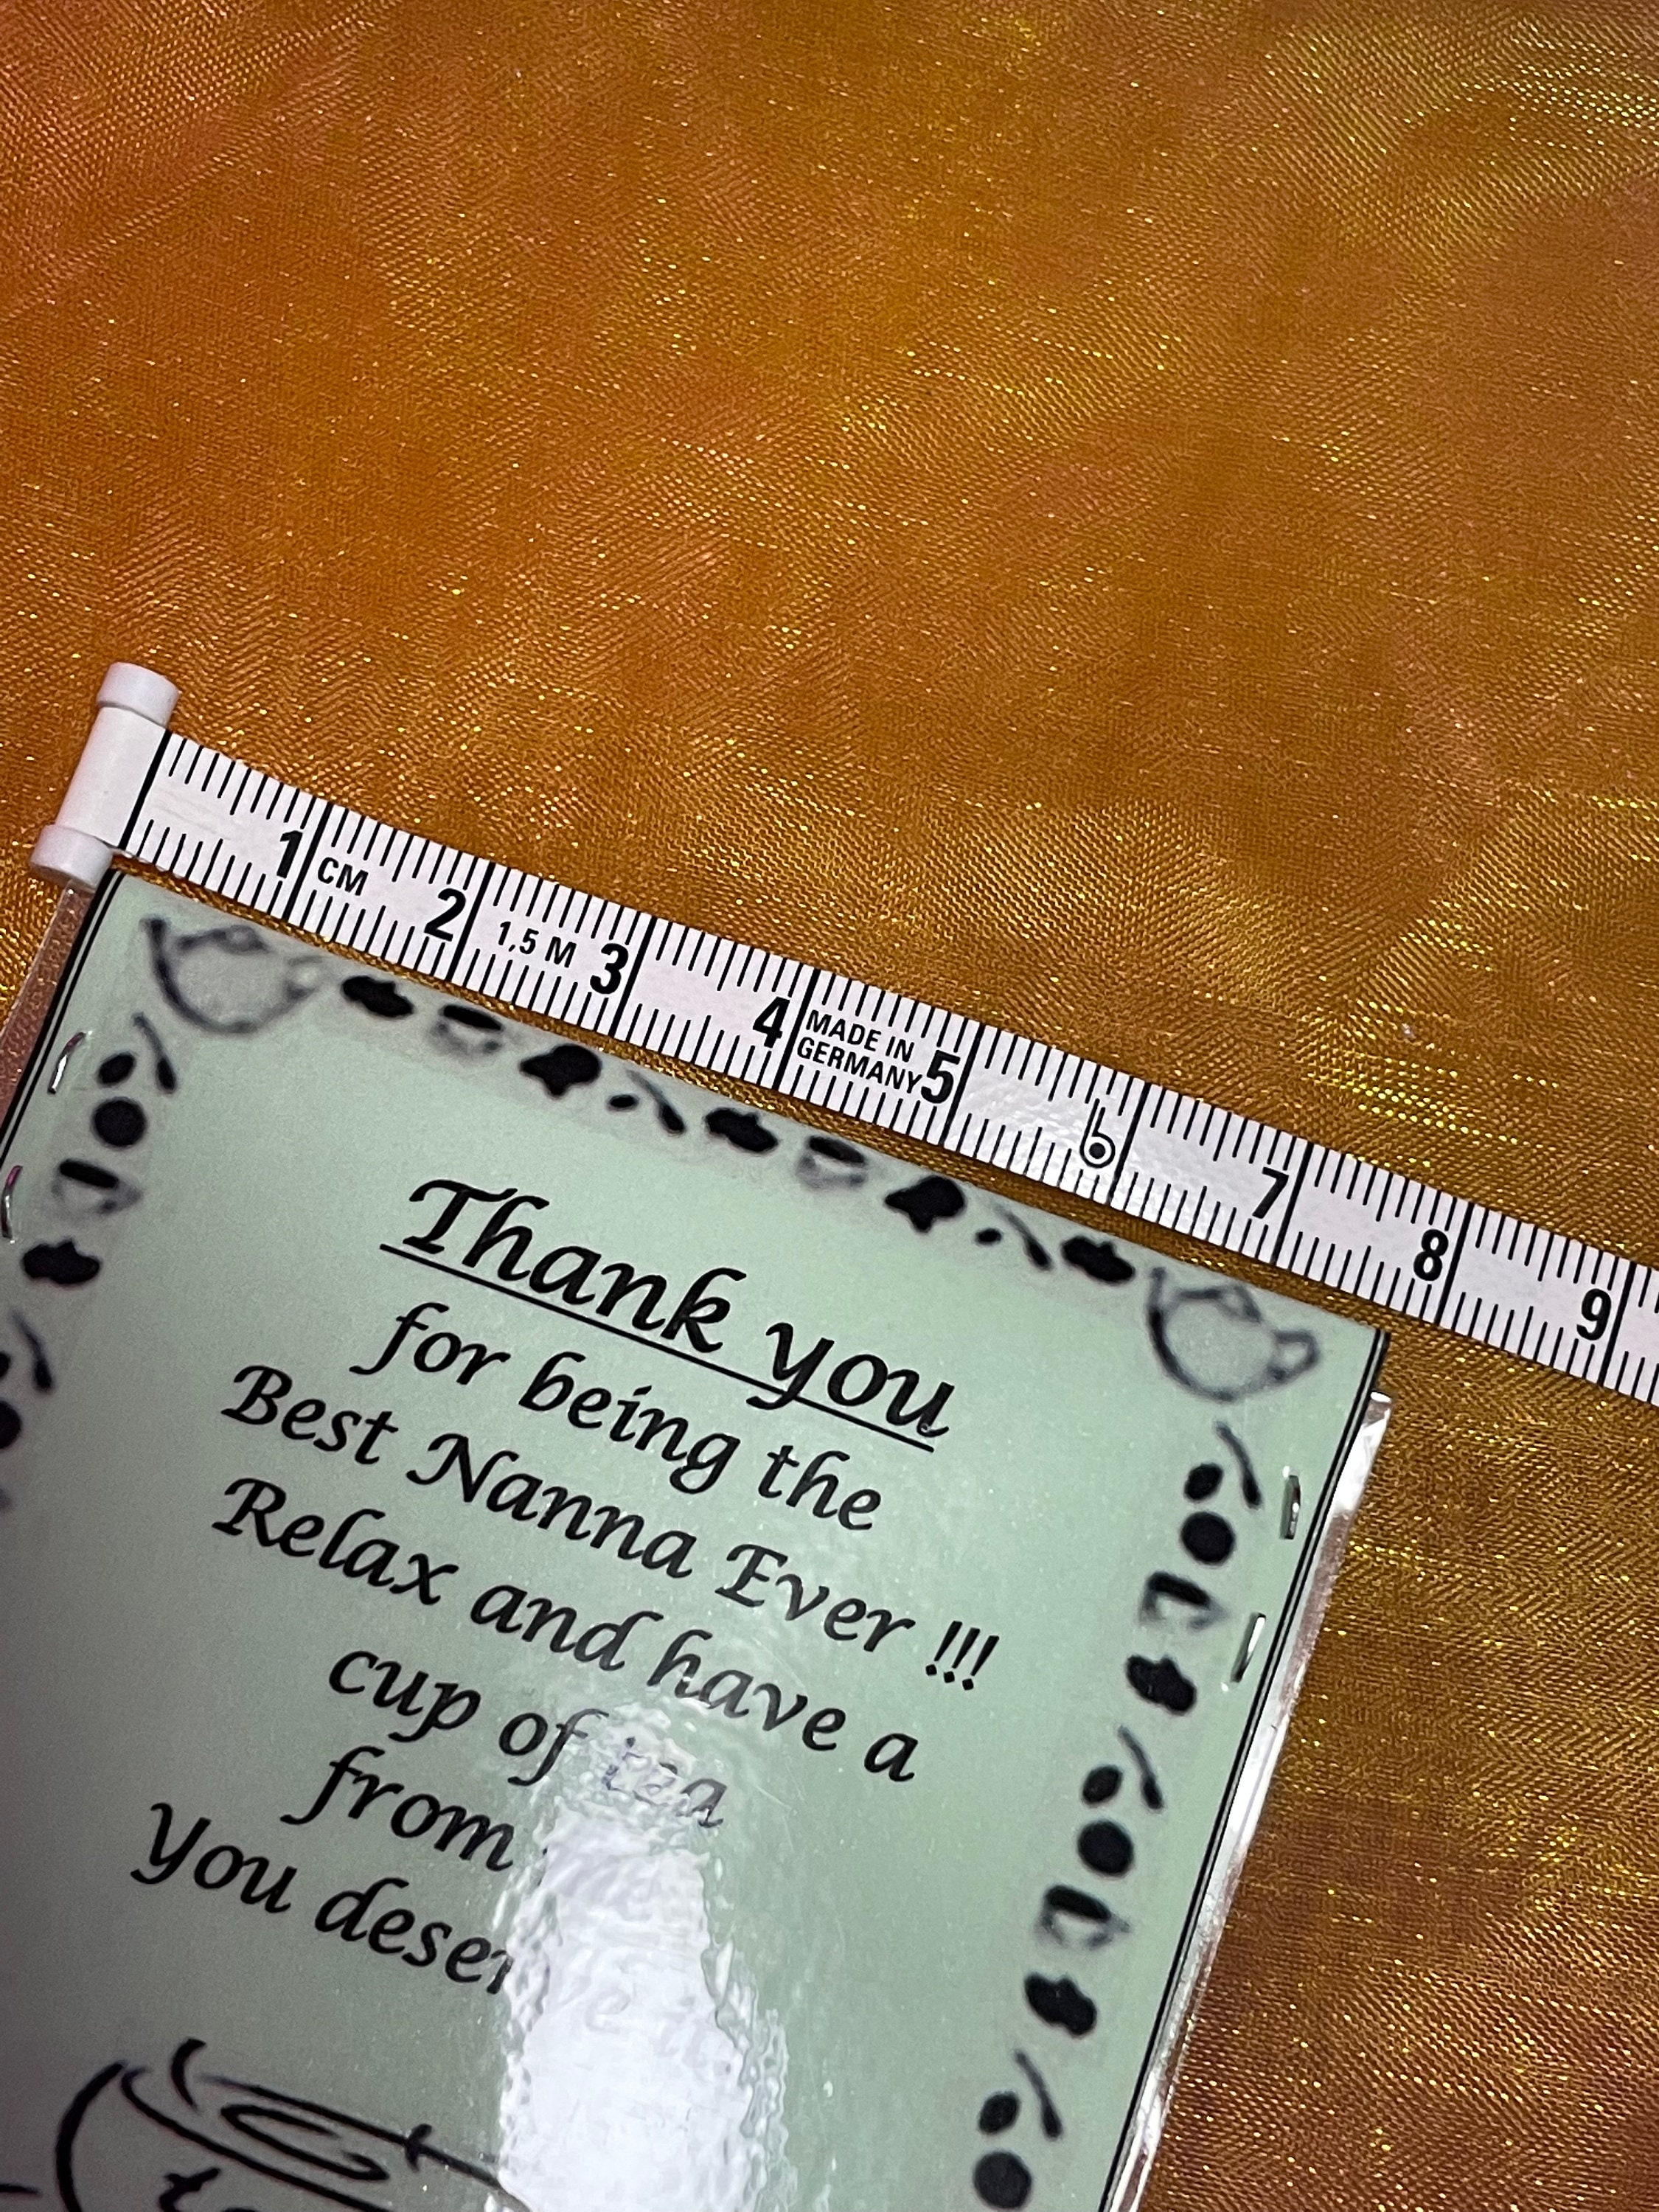 1 CM 2 1,5 M 3 4 MADE IN GERMANY 5 6 7 8 9
Thank you
for being the
Best Nanna Ever !!!
Relax and have a
cup of tea
from
You